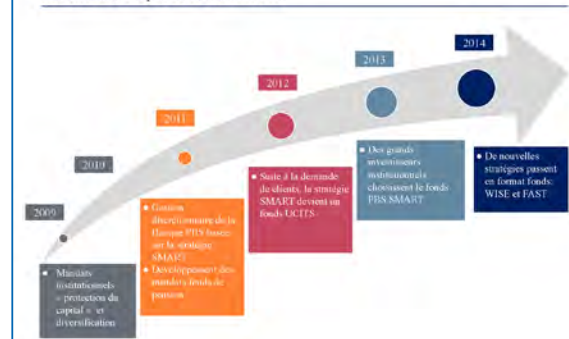 2014
2013
2012
2011
2010
2009
Mandats
institutionnels
« protection du
capital » et
diversification
Gestion
discrétionnaire de la
Banque PBS basée
sur la stratégie
SMART
Développement des
mandats fonds de
pension
Suite à la demande
de clients, la stratégie
SMART devient un
fonds UCITS
Des grands
investisseurs
institutionnels
choisissent le fonds
PBS SMART
De nouvelles
stratégies passent
en format fonds:
WISE et FAST